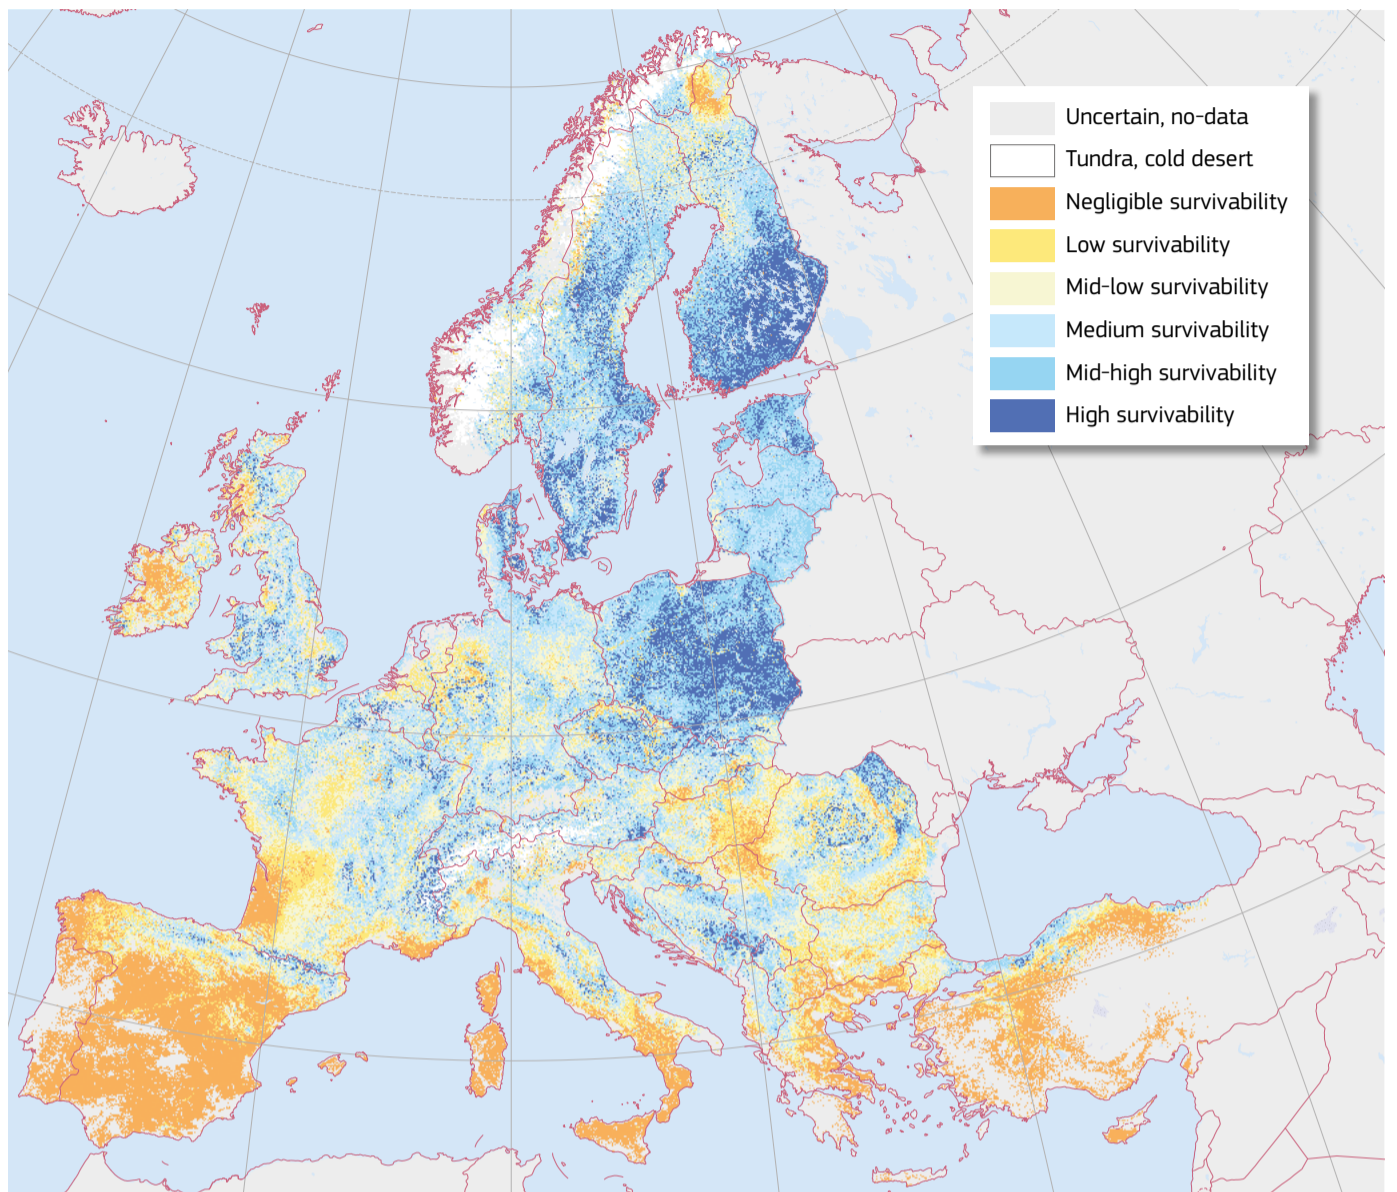 Uncertain, no-data
Tundra, cold desert
Negligible survivability
Low survivability
Mid-low survivability
Medium survivability
Mid-high survivability
High survivability